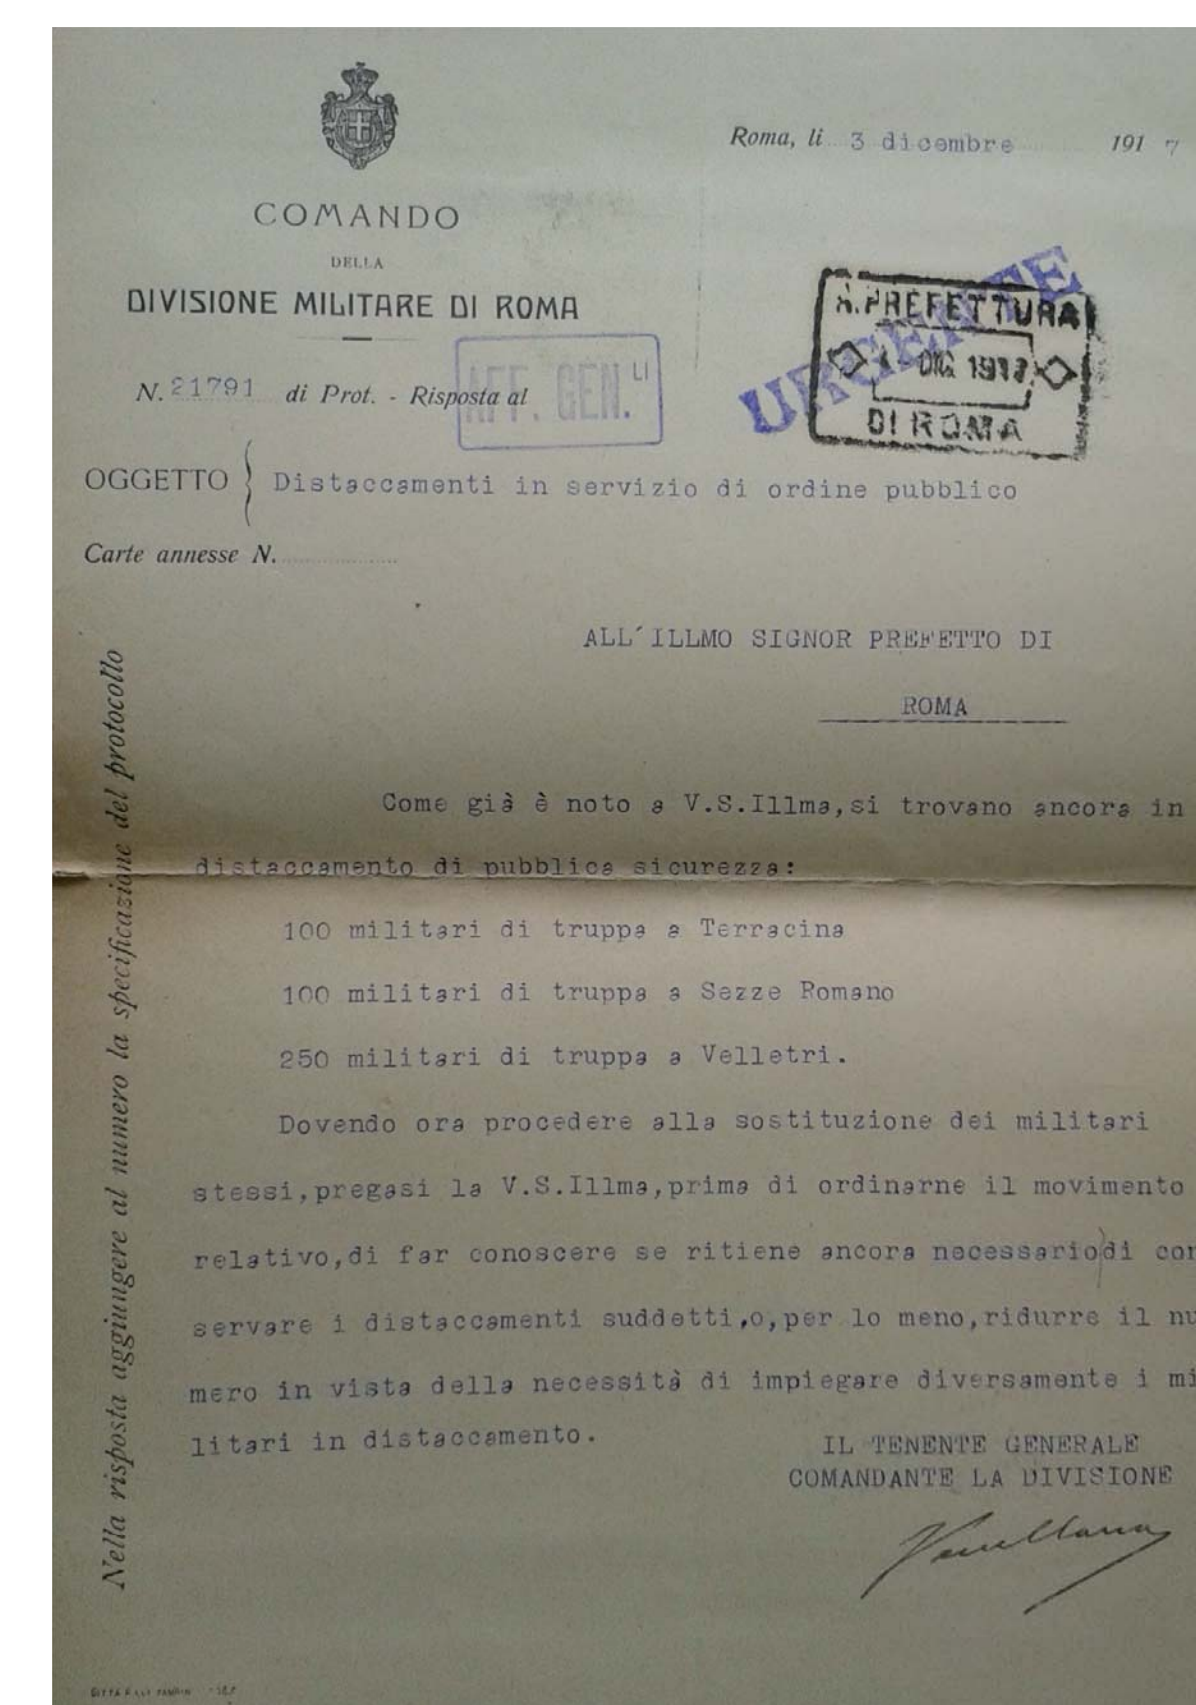 Roma, li 3 dicembre 1917
COMANDO
DELLA
DIVISIONE MILITARE DI ROMA
URGENTE
R. PREFETTURA
DIC 1917
DI ROMA
N. 21791 di Prot. - Risposta al
AFF. GEN. LI
OGGETTO { Distaccamenti in servizio di ordine pubblico
Carte annesse N.
ALL´ILLMO SIGNOR PREFETTO DI
ROMA
Come già è noto a V.S.Illma,si trovano ancora in
distaccamento di pubblica sicurezza:
100 militari di truppa a Terracina
100 militari di truppa a Sezze Romano
250 militari di truppa a Velletri.
Dovendo ora procedere alla sostituzione dei militari
stessi,pregasi la V.S.Illma,prima di ordinarne il movimento
relativo,di far conoscere se ritiene ancora necessario di con
servare i distaccamenti suddetti,o,per lo meno,ridurre il nu
mero in vista della necessità di impiegare diversamente i mi
litari in distaccamento.
IL TENENTE GENERALE
COMANDANTE LA DIVISIONE
Nella risposta aggiungere al numero la specificazione del protocollo